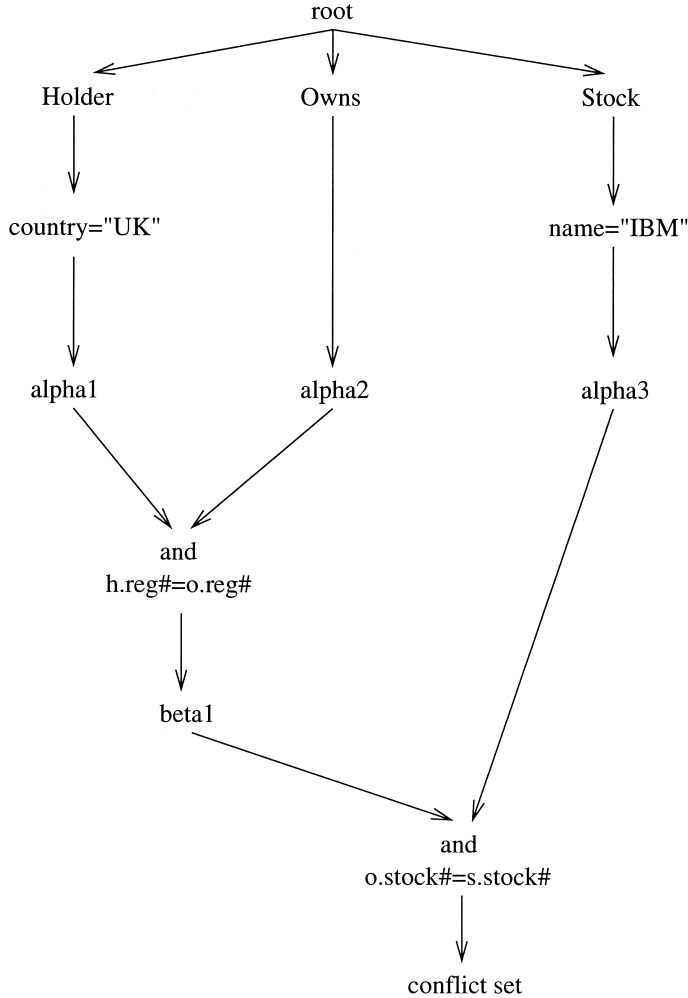 root
Holder Owns Stock
country="UK" name="IBM"
alpha1 alpha2 alpha3
and
h.reg#=o.reg#
beta1
and
o.stock#=s.stock#
conflict set